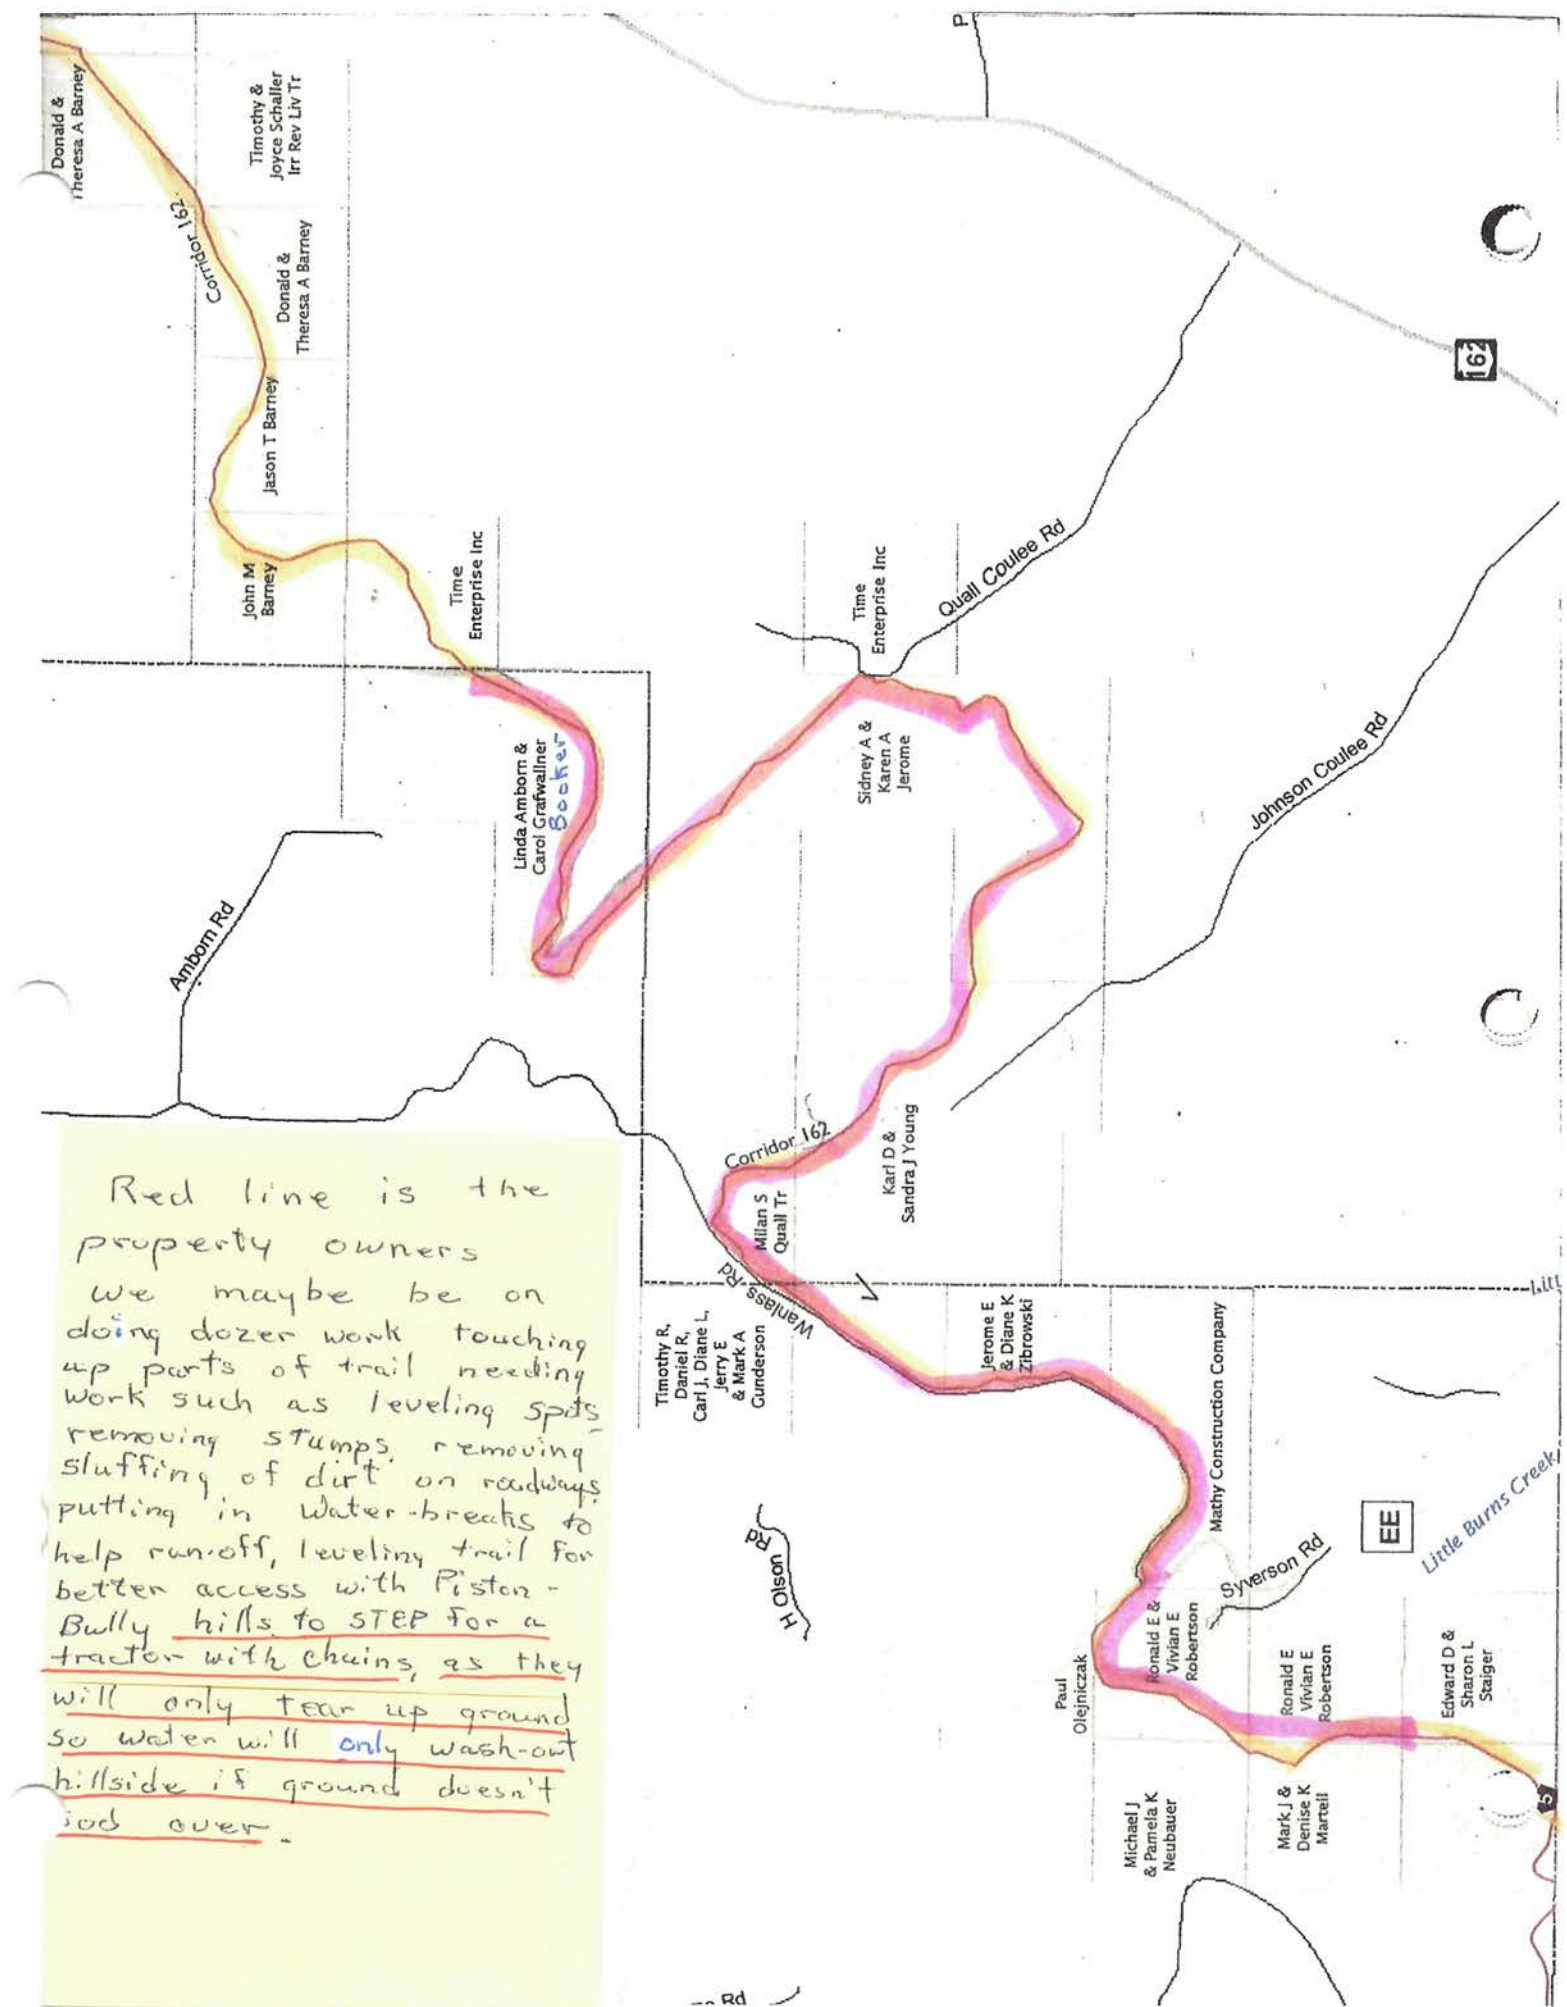 Donald &
Theresa A Barney
Corridor 162
Timothy &
Joyce Schaller
Irr Rev Liv Tr
Donald &
Theresa A Barney
Jason T Barney
John M
Barney
Time
Enterprise Inc
P
162
Quall Coulee Rd
Time
Enterprise Inc
Linda Amborn &
Carol Grafwallner
Booker
Sidney A &
Karen A
Jerome
Johnson Coulee Rd
Amborn Rd
Corridor 162
Karl D &
Sandra J Young
Milan S
Quall Tr
Wanlass Rd
Timothy R,
Daniel R,
Carl J, Diane L,
Jerry E
& Mark A
Gunderson
Jerome E
& Diane K
Zibrowski
Mathy Construction Company
Litt
Little Burns Creek
EE
Syverson Rd
H Olson Rd
Paul
Olejniczak
Ronald E &
Vivian E
Robertson
Ronald E
Vivian E
Robertson
Edward D &
Sharon L
Staiger
Michael J
& Pamela K
Neubauer
Mark J &
Denise K
Martell
5
Rd
Red line is the
property owners
we maybe be on
doing dozer work touching
up parts of trail needing
work such as leveling spots,
removing stumps, removing
sluffing of dirt on roadways,
putting in water-breaks to
help run-off, leveling trail for
better access with Piston-
Bully hills to STEP for a
tractor with chains, as they
will only tear up ground
so water will only wash-out
hillside if ground doesn't
sod over.